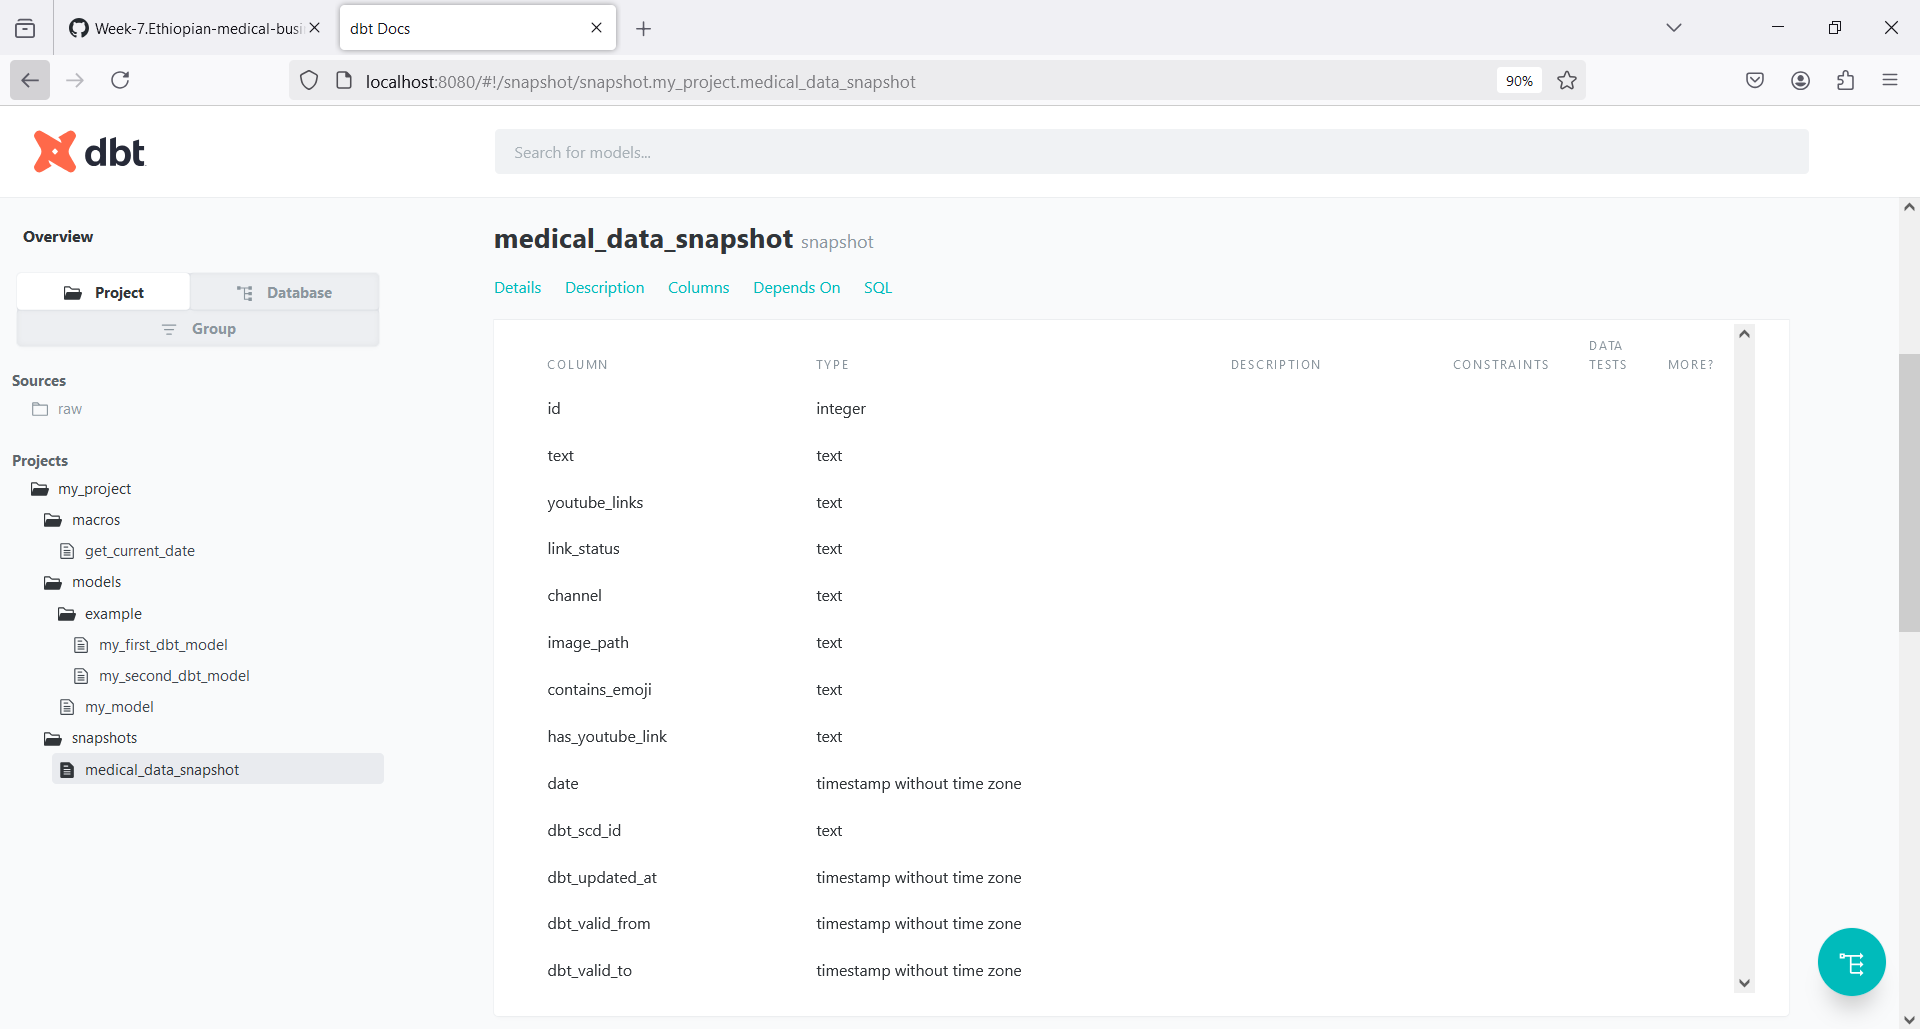 Week-7.Ethiopian-medical-busi
dbt Docs
localhost:8080/#!/snapshot/snapshot.my_project.medical_data_snapshot
90%
dbt
Search for models...
Overview
Project
Database
Group
Sources
raw
Projects
my_project
macros
get_current_date
models
example
my_first_dbt_model
my_second_dbt_model
my_model
snapshots
medical_data_snapshot
medical_data_snapshot snapshot
Details Description Columns Depends On SQL
COLUMN TYPE DESCRIPTION CONSTRAINTS DATA TESTS MORE?
id integer
text text
youtube_links text
link_status text
channel text
image_path text
contains_emoji text
has_youtube_link text
date timestamp without time zone
dbt_scd_id text
dbt_updated_at timestamp without time zone
dbt_valid_from timestamp without time zone
dbt_valid_to timestamp without time zone